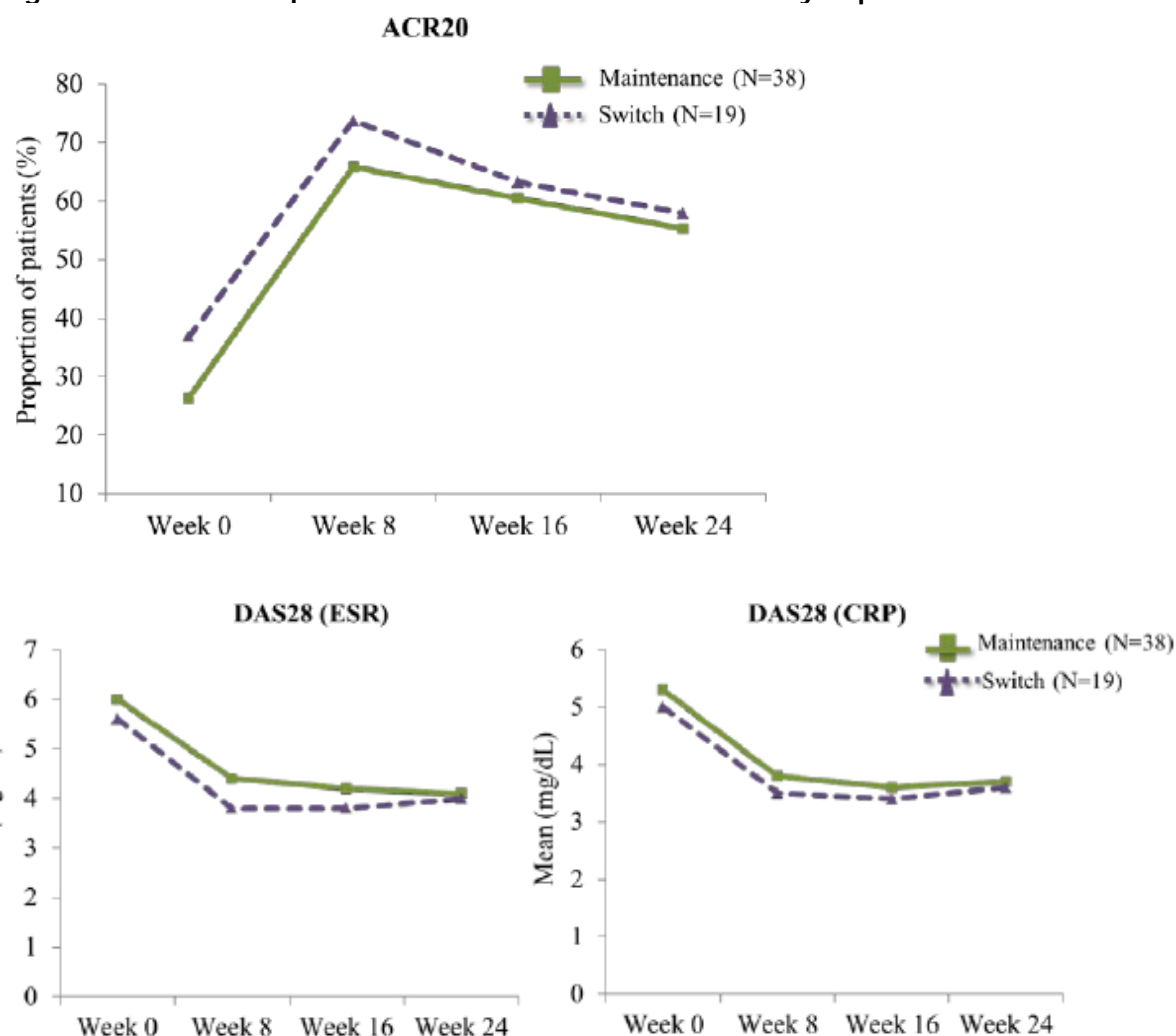 ACR20
Maintenance (N=38)
Switch (N=19)
Proportion of patients (%)
80
70
60
50
40
30
20
10
Week 0 Week 8 Week 16 Week 24
DAS28 (ESR)
7
6
5
4
3
2
1
0
Week 0 Week 8 Week 16 Week 24
DAS28 (CRP)
Maintenance (N=38)
Switch (N=19)
Mean (mg/dL)
6
5
4
3
2
1
0
Week 0 Week 8 Week 16 Week 24